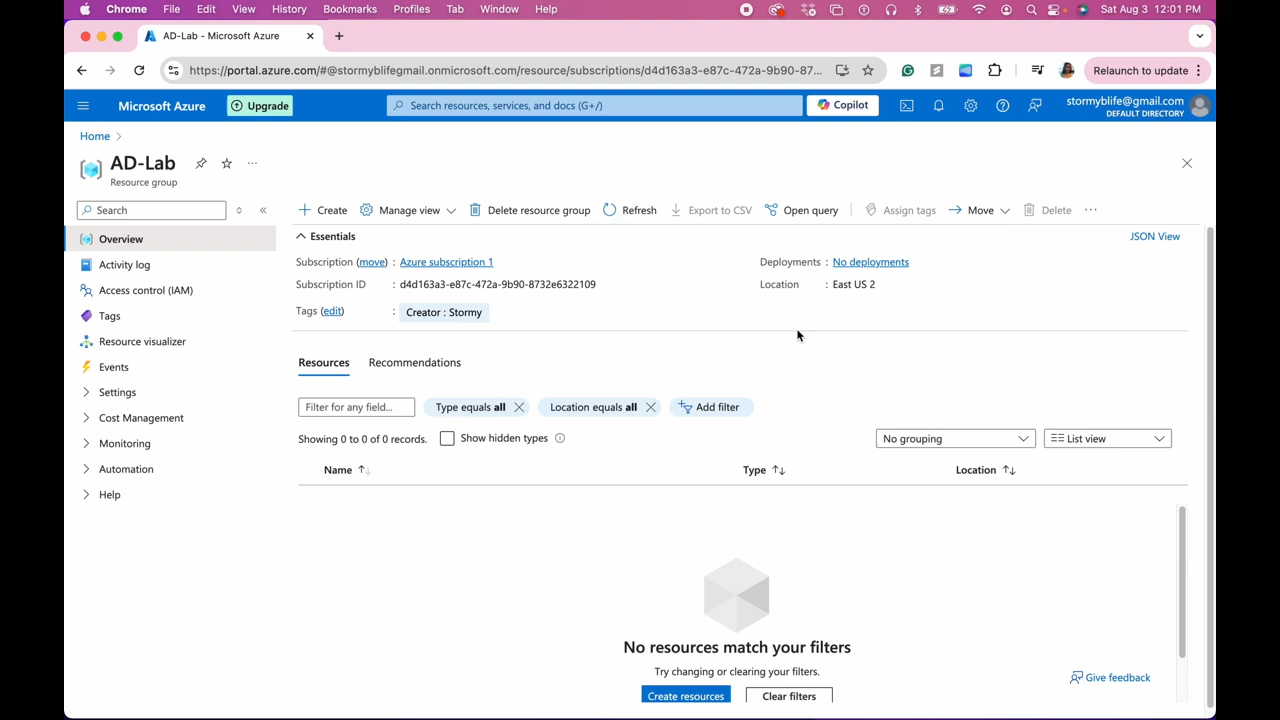 Chrome File Edit View History Bookmarks Profiles Tab Window Help Sat Aug 3 12:01 PM
AD-Lab - Microsoft Azure
https://portal.azure.com/#@stormyblifegmail.onmicrosoft.com/resource/subscriptions/d4d163a3-e87c-472a-9b90-87... Relaunch to update
Microsoft Azure Upgrade Search resources, services, and docs (G+/) Copilot stormyblife@gmail.com
DEFAULT DIRECTORY
Home
AD-Lab
Resource group
Search
Create Manage view Delete resource group Refresh Export to CSV Open query Assign tags Move Delete
Overview
Activity log
Access control (IAM)
Tags
Resource visualizer
Events
Settings
Cost Management
Monitoring
Automation
Help
Essentials JSON View
Subscription (move) : Azure subscription 1 Deployments : No deployments
Subscription ID : d4d163a3-e87c-472a-9b90-8732e6322109 Location : East US 2
Tags (edit) : Creator : Stormy
Resources Recommendations
Filter for any field... Type equals all Location equals all Add filter
Showing 0 to 0 of 0 records. Show hidden types No grouping List view
Name Type Location
No resources match your filters
Try changing or clearing your filters.
Create resources Clear filters
Give feedback